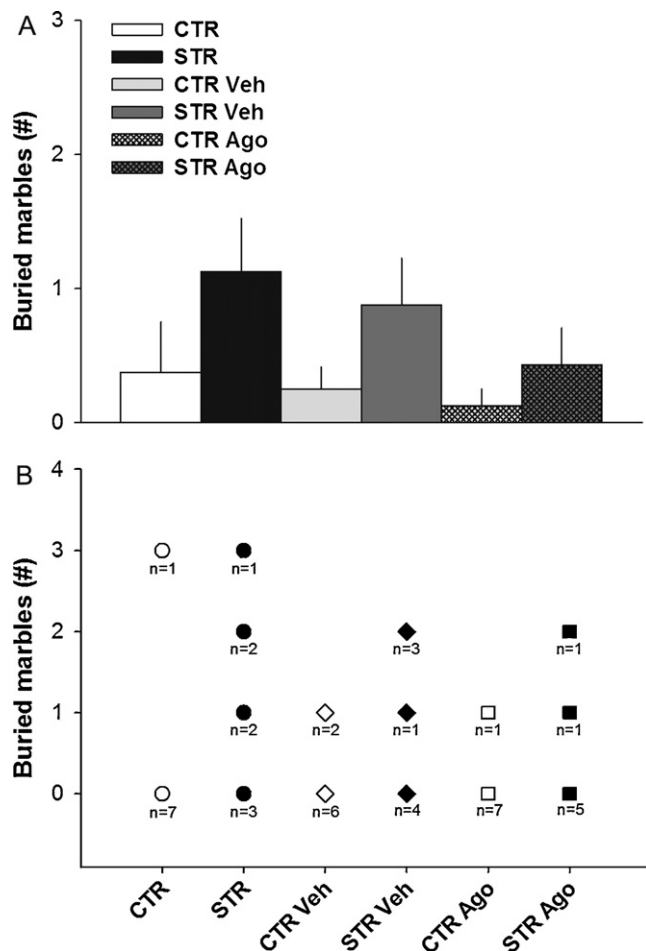 A
Buried marbles (#)
3
2
1
0
CTR
STR
CTR Veh
STR Veh
CTR Ago
STR Ago
B
Buried marbles (#)
4
3
2
1
0
n=1 n=1
n=2 n=3 n=1
n=2 n=2 n=1 n=1 n=1
n=7 n=3 n=6 n=4 n=7 n=5
CTR STR CTR Veh STR Veh CTR Ago STR Ago